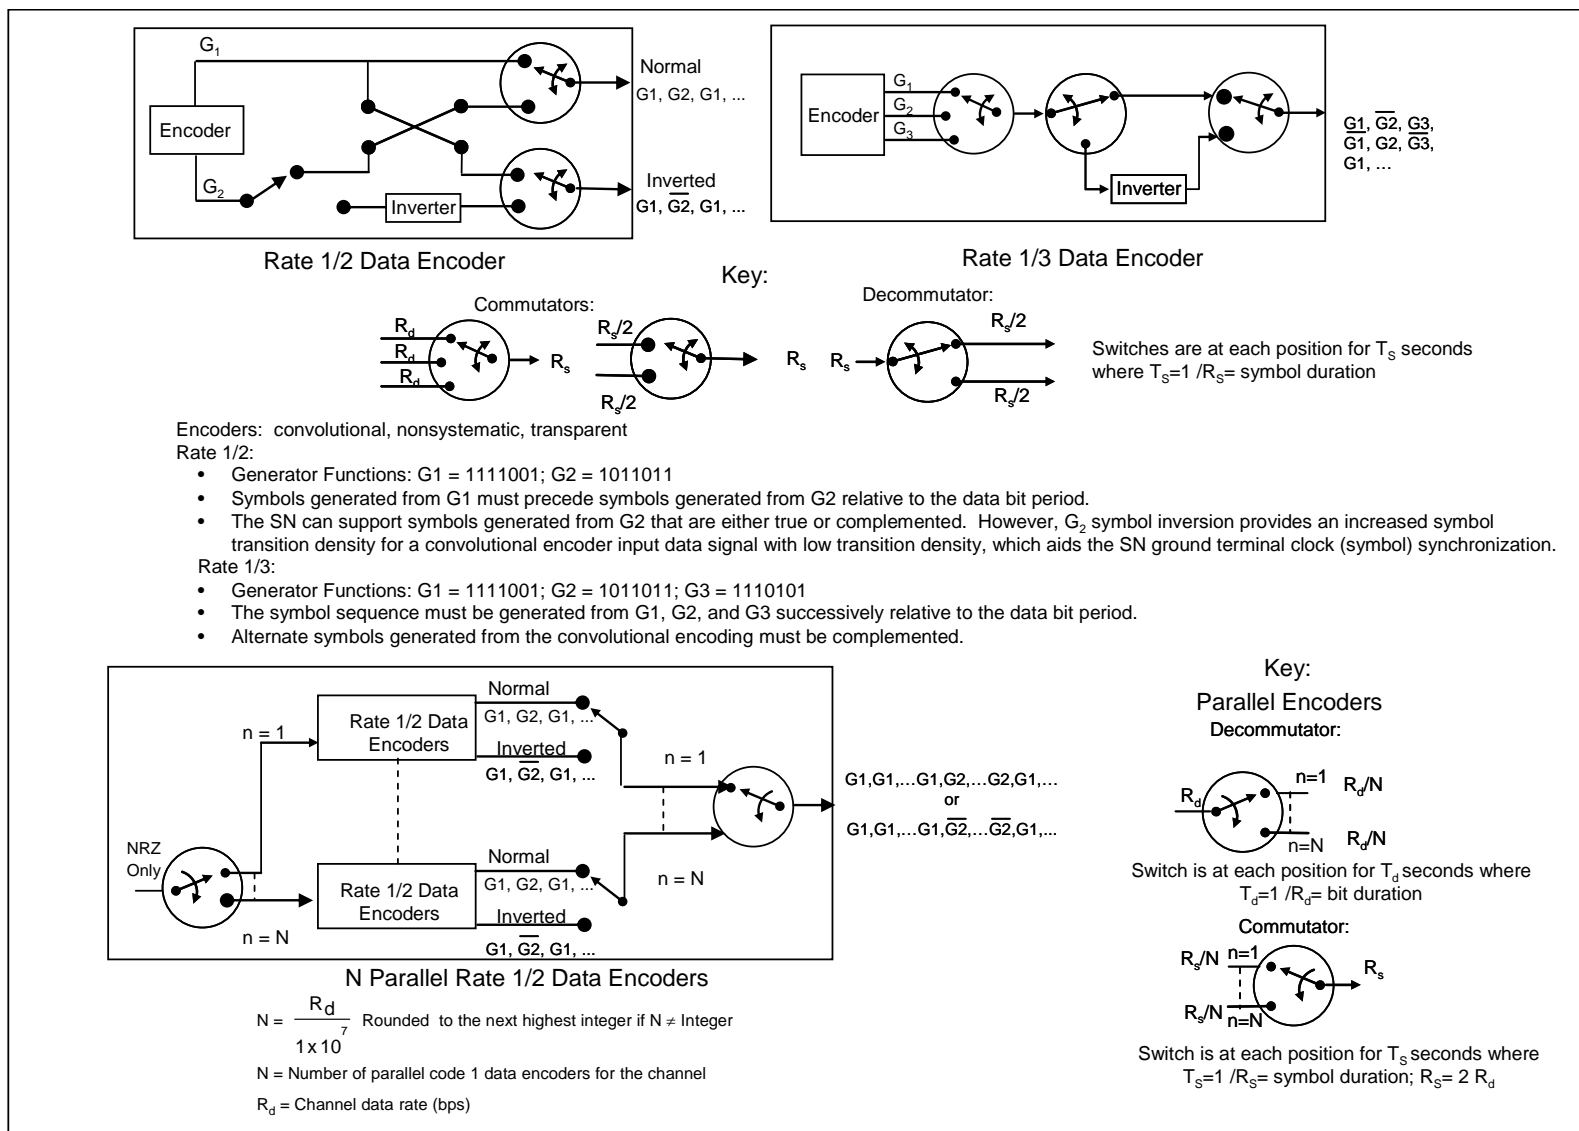 G1
Encoder
G2
Inverter
Normal
G1, G2, G1, ...
Inverted
G1, G̅2̅, G1, ...
Rate 1/2 Data Encoder
Encoder
G1
G2
G3
Inverter
G1, G̅2̅, G3,
G̅1̅, G2, G̅3̅,
G1, ...
Rate 1/3 Data Encoder
Key:
Commutators:
Rd
Rd
Rd
Rs
Rs/2
Rs/2
Rs
Decommutator:
Rs
Rs/2
Rs/2
Switches are at each position for TS seconds
where TS=1 /RS= symbol duration
Encoders: convolutional, nonsystematic, transparent
Rate 1/2:
• Generator Functions: G1 = 1111001; G2 = 1011011
• Symbols generated from G1 must precede symbols generated from G2 relative to the data bit period.
• The SN can support symbols generated from G2 that are either true or complemented. However, G2 symbol inversion provides an increased symbol
transition density for a convolutional encoder input data signal with low transition density, which aids the SN ground terminal clock (symbol) synchronization.
Rate 1/3:
• Generator Functions: G1 = 1111001; G2 = 1011011; G3 = 1110101
• The symbol sequence must be generated from G1, G2, and G3 successively relative to the data bit period.
• Alternate symbols generated from the convolutional encoding must be complemented.
NRZ
Only
n = 1
n = N
Rate 1/2 Data
Encoders
Normal
G1, G2, G1, ...
Inverted
G1, G̅2̅, G1, ...
Rate 1/2 Data
Encoders
Normal
G1, G2, G1, ...
Inverted
G1, G̅2̅, G1, ...
n = 1
n = N
G1,G1,...G1,G2,...G2,G1,...
or
G1,G1,...G1,G̅2̅,...G̅2̅,G1,...
N Parallel Rate 1/2 Data Encoders
N = Rd / 1 x 10^7 Rounded to the next highest integer if N ≠ Integer
N = Number of parallel code 1 data encoders for the channel
Rd = Channel data rate (bps)
Key:
Parallel Encoders
Decommutator:
Rd
n=1
Rd/N
n=N
Rd/N
Switch is at each position for Td seconds where
Td=1 /Rd= bit duration
Commutator:
Rs/N
n=1
Rs/N
n=N
Rs
Switch is at each position for TS seconds where
TS=1 /RS= symbol duration; RS= 2 Rd